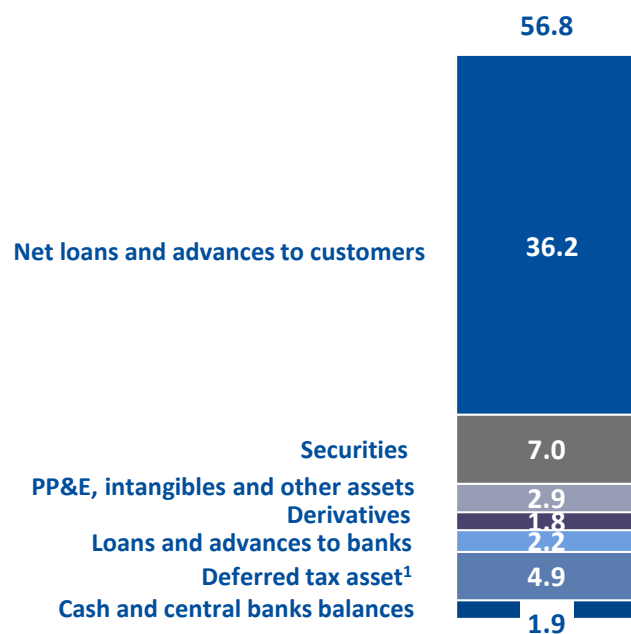 56.8
Net loans and advances to customers 36.2
Securities 7.0
PP&E, intangibles and other assets 2.9
Derivatives 1.8
Loans and advances to banks 2.2
Deferred tax asset¹ 4.9
Cash and central banks balances 1.9